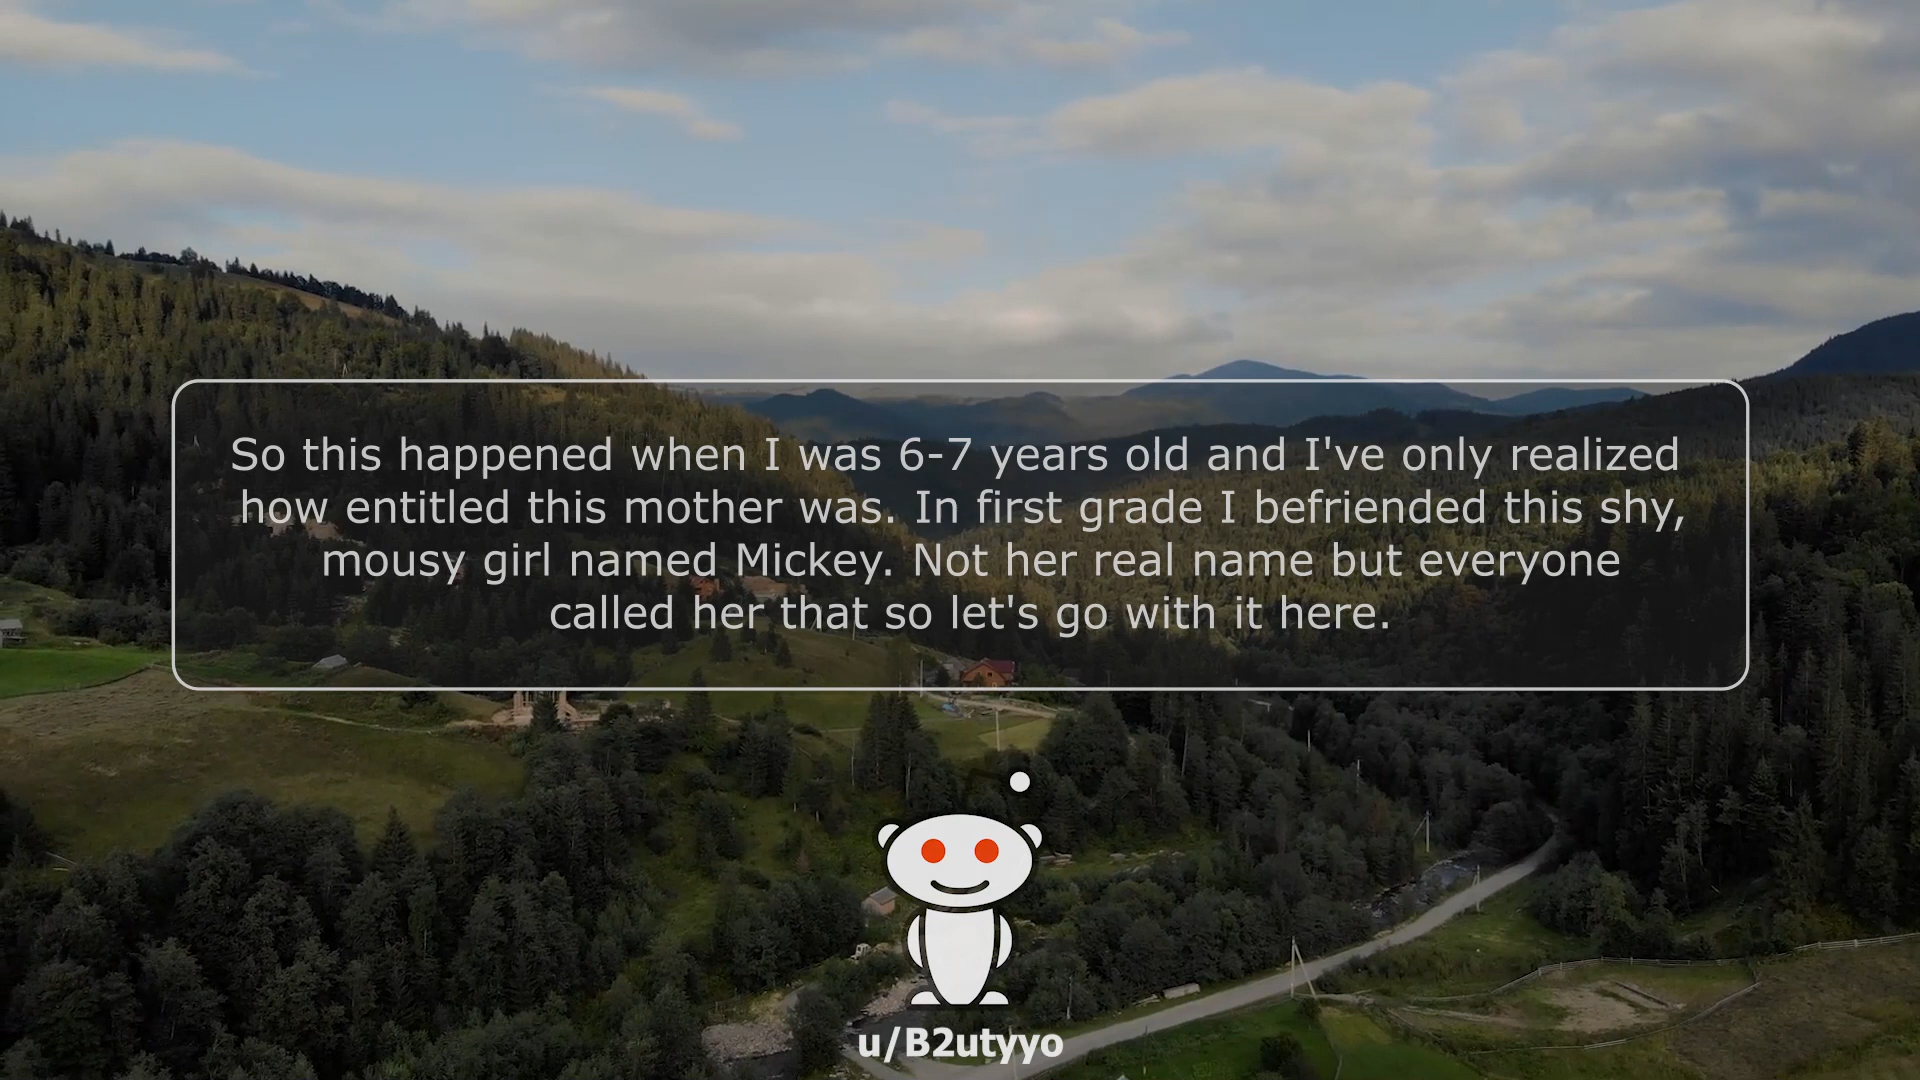 So this happened when I was 6-7 years old and I've only realized
how entitled this mother was. In first grade I befriended this shy,
mousy girl named Mickey. Not her real name but everyone
called her that so let's go with it here.
u/B2utyyo